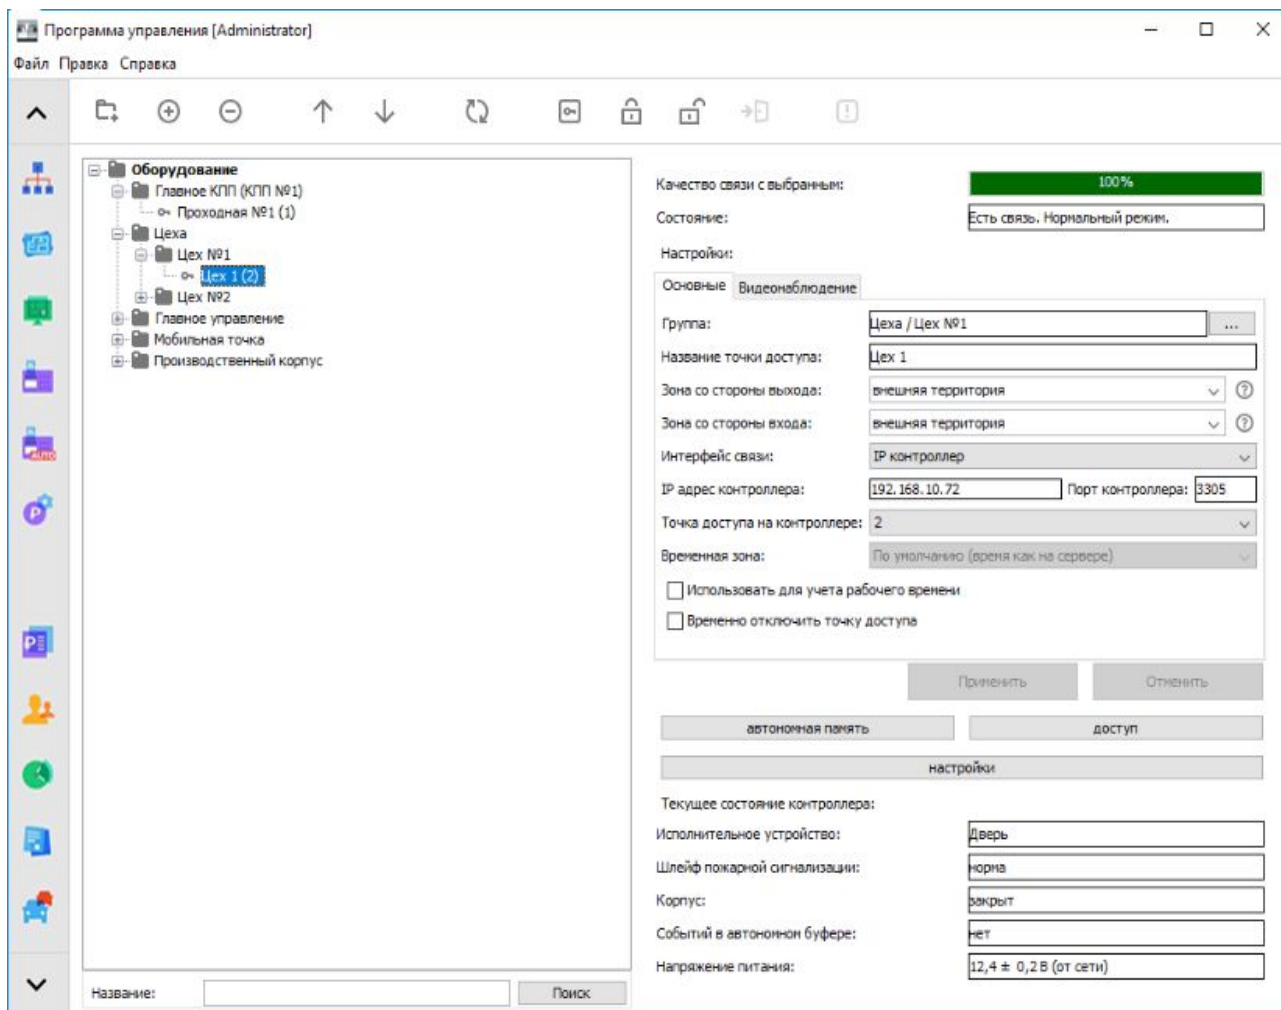 Программа управления [Administrator]
Файл Правка Справка
Оборудование
Главное КПП (КПП №1)
Проходная №1 (1)
Цеха
Цех №1
Цех 1 (2)
Цех №2
Главное управление
Мобильная точка
Производственный корпус
Название:
Поиск
Качество связи с выбранным: 100%
Состояние: Есть связь. Нормальный режим.
Настройки:
Основные Видеонаблюдение
Группа: Цеха / Цех №1 ...
Название точки доступа: Цех 1
Зона со стороны выхода: внешняя территория ?
Зона со стороны входа: внешняя территория ?
Интерфейс связи: IP контроллер
IP адрес контроллера: 192.168.10.72 Порт контроллера: 3305
Точка доступа на контроллере: 2
Временная зона: По умолчанию (время как на сервере)
Использовать для учета рабочего времени
Временно отключить точку доступа
Применить Отменить
автономная память доступ
настройки
Текущее состояние контроллера:
Исполнительное устройство: Дверь
Шлейф пожарной сигнализации: норма
Корпус: закрыт
Событий в автономном буфере: нет
Напряжение питания: 12,4 ± 0,2 В (от сети)
AUTO
P
P